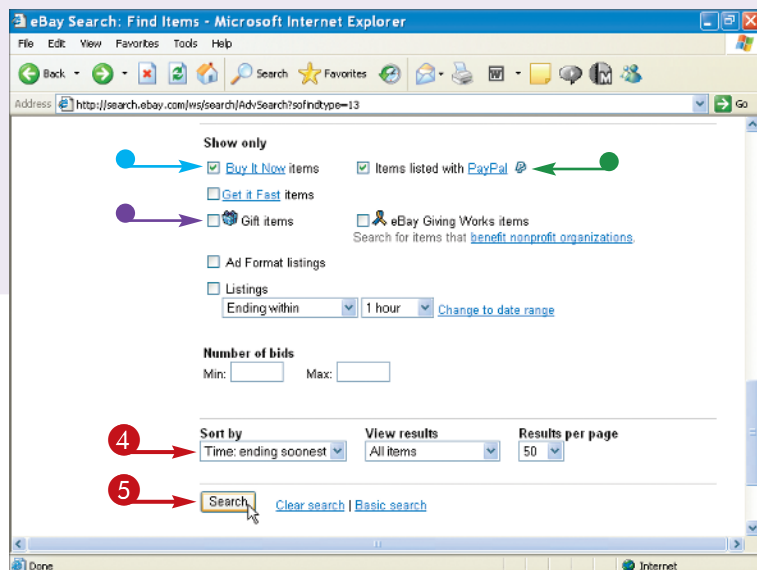 eBay Search: Find Items - Microsoft Internet Explorer
File Edit View Favorites Tools Help
Back Search Favorites
Address http://search.ebay.com/ws/search/AdvSearch?sofindtype=13 Go
Show only
Buy It Now items Items listed with PayPal
Get it Fast items
Gift items eBay Giving Works items
Search for items that benefit nonprofit organizations.
Ad Format listings
Listings
Ending within 1 hour Change to date range
Number of bids
Min: Max:
4 Sort by View results Results per page
Time: ending soonest All items 50
5 Search Clear search | Basic search
Done Internet